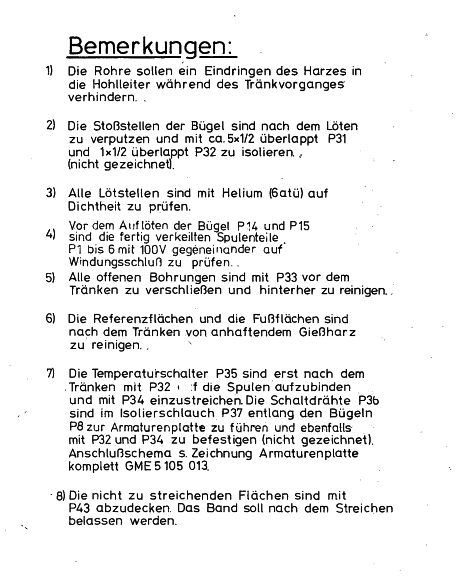 Bemerkungen:
1) Die Rohre sollen ein Eindringen des Harzes in
die Hohlleiter während des Tränkvorganges
verhindern.
2) Die Stoßstellen der Bügel sind nach dem Löten
zu verputzen und mit ca. 5x1/2 überlappt P31
und 1x1/2 überlappt P32 zu isolieren.
(nicht gezeichnet).
3) Alle Lötstellen sind mit Helium (6atü) auf
Dichtheit zu prüfen.
Vor dem Auflöten der Bügel P14 und P15
4) sind die fertig verkeilten Spulenteile
P1 bis 6 mit 100V gegeneinander auf
Windungsschluß zu prüfen.
5) Alle offenen Bohrungen sind mit P33 vor dem
Tränken zu verschließen und hinterher zu reinigen.
6) Die Referenzflächen und die Fußflächen sind
nach dem Tränken von anhaftendem Gießharz
zu reinigen.
7) Die Temperaturschalter P35 sind erst nach dem
Tränken mit P32 f die Spulen aufzubinden
und mit P34 einzustreichen. Die Schaltdrähte P36
sind im Isolierschlauch P37 entlang den Bügeln
P8 zur Armaturenplatte zu führen und ebenfalls
mit P32 und P34 zu befestigen (nicht gezeichnet).
Anschlußschema s. Zeichnung Armaturenplatte
komplett GME 5 105 013.
8) Die nicht zu streichenden Flächen sind mit
P43 abzudecken. Das Band soll nach dem Streichen
belassen werden.